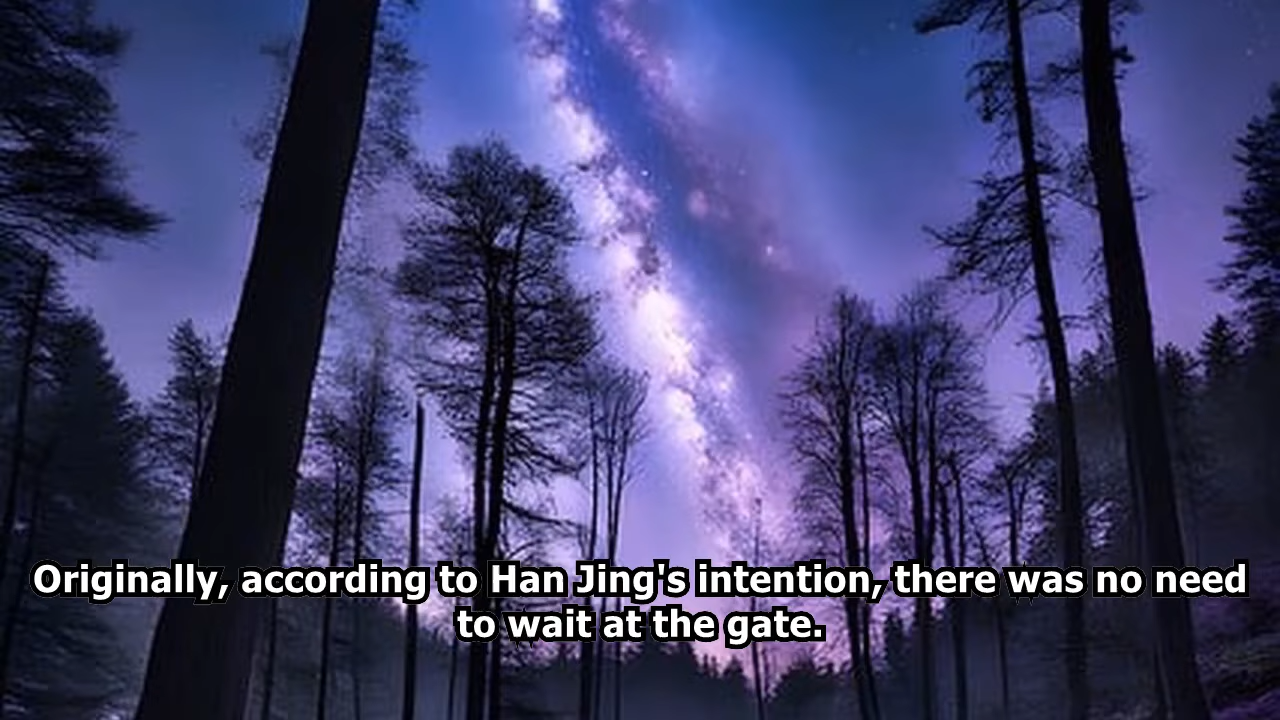 Originally, according to Han Jing's intention, there was no need
to wait at the gate.